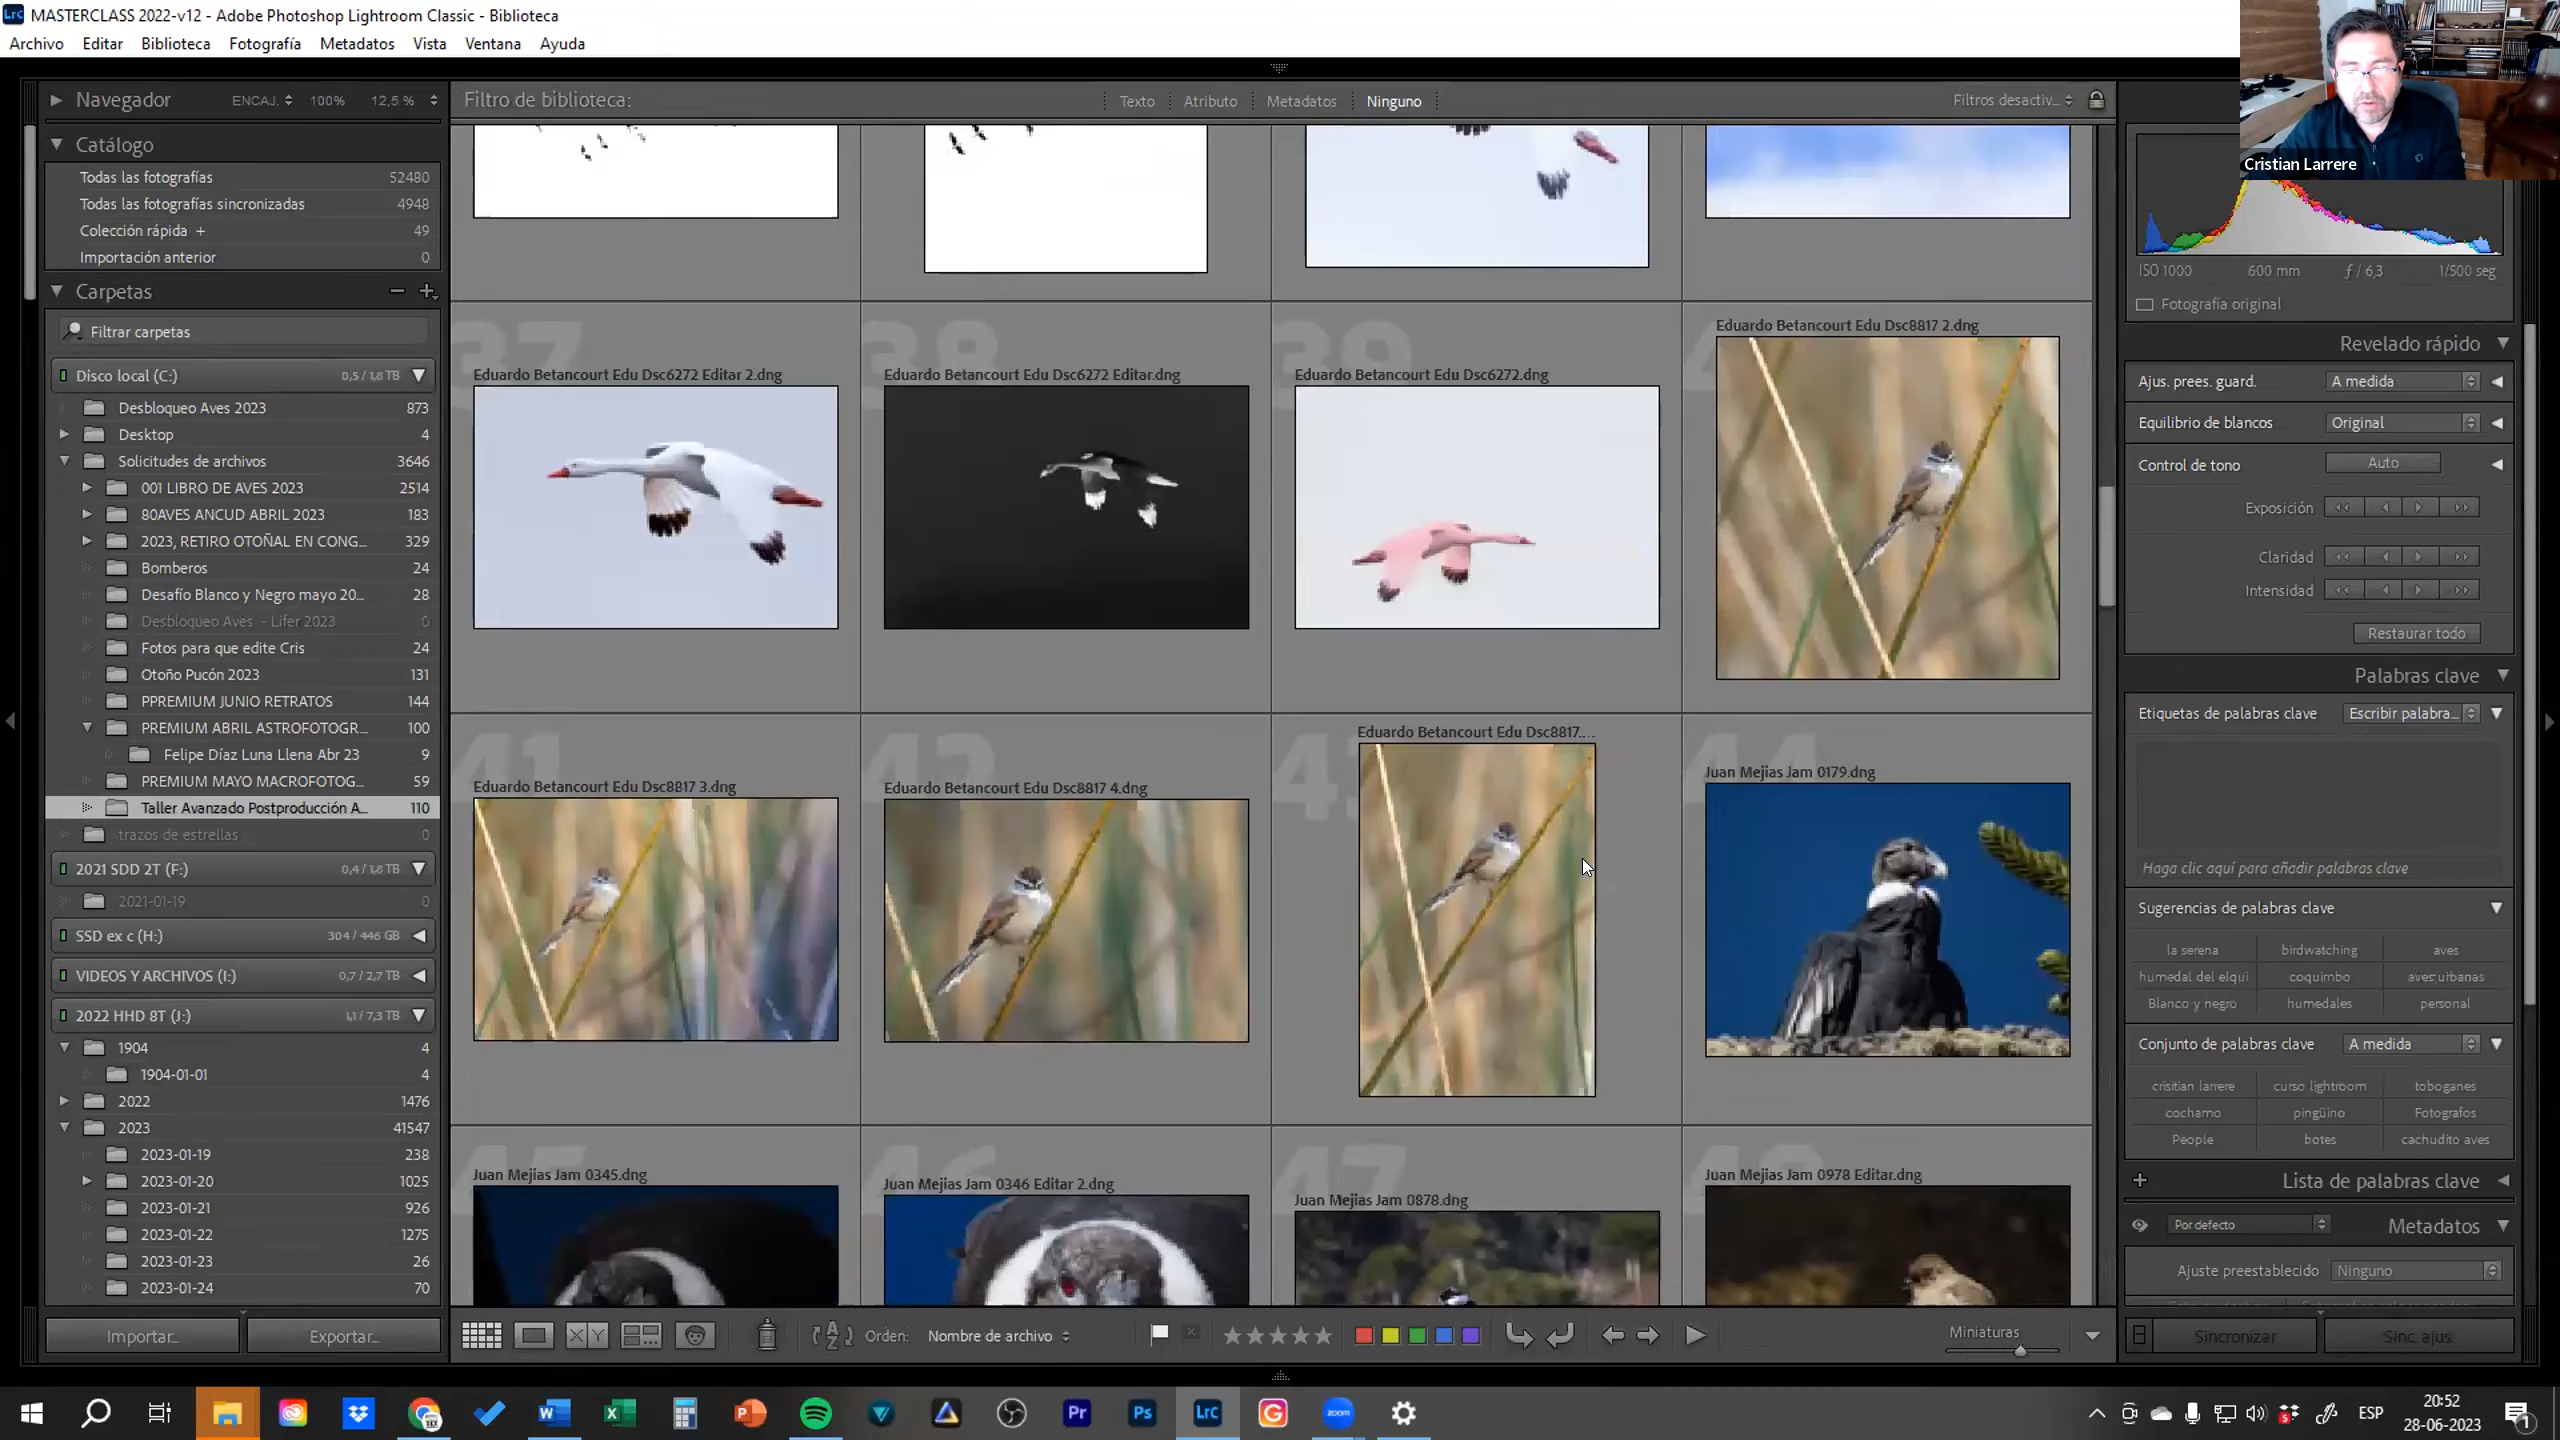 MASTERCLASS 2022-v12 - Adobe Photoshop Lightroom Classic - Biblioteca
Archivo Editar Biblioteca Fotografía Metadatos Vista Ventana Ayuda
Cristian Larrere
Navegador ENCAJ. 100% 12,5 %
Filtro de biblioteca: Texto Atributo Metadatos Ninguno Filtros desactiv...
Catálogo
Todas las fotografías 52480
Todas las fotografías sincronizadas 4948
Colección rápida + 49
Importación anterior 0
Carpetas
Filtrar carpetas
Disco local (C:) 0,5 / 1,8 TB
Desbloqueo Aves 2023 873
Desktop 4
Solicitudes de archivos 3646
001 LIBRO DE AVES 2023 2514
80AVES ANCUD ABRIL 2023 183
2023, RETIRO OTOÑAL EN CONG... 329
Bomberos 24
Desafío Blanco y Negro mayo 20... 28
Desbloqueo Aves - Lifer 2023 0
Fotos para que edite Cris 24
Otoño Pucón 2023 131
PPREMIUM JUNIO RETRATOS 144
PREMIUM ABRIL ASTROFOTOGR... 100
Felipe Díaz Luna Llena Abr 23 9
PREMIUM MAYO MACROFOTOG... 59
Taller Avanzado Postproducción A... 110
trazos de estrellas 0
2021 SDD 2T (F:) 0,4 / 1,8 TB
2021-01-19 0
SSD ex c (H:) 304 / 446 GB
VIDEOS Y ARCHIVOS (I:) 0,7 / 2,7 TB
2022 HHD 8T (J:) 1,1 / 7,3 TB
1904 4
1904-01-01 4
2022 1476
2023 41547
2023-01-19 238
2023-01-20 1025
2023-01-21 926
2023-01-22 1275
2023-01-23 26
2023-01-24 70
Importar... Exportar...
37 Eduardo Betancourt Edu Dsc6272 Editar 2.dng
38 Eduardo Betancourt Edu Dsc6272 Editar.dng
39 Eduardo Betancourt Edu Dsc6272.dng
Eduardo Betancourt Edu Dsc8817 2.dng
41 Eduardo Betancourt Edu Dsc8817 3.dng
42 Eduardo Betancourt Edu Dsc8817 4.dng
Eduardo Betancourt Edu Dsc8817....
44 Juan Mejias Jam 0179.dng
45 Juan Mejias Jam 0345.dng
46 Juan Mejias Jam 0346 Editar 2.dng
47 Juan Mejias Jam 0878.dng
48 Juan Mejias Jam 0978 Editar.dng
Orden: Nombre de archivo
Miniaturas
ISO 1000 600 mm ƒ / 6,3 1/500 seg
Fotografía original
Revelado rápido
Ajus. prees. guard. A medida
Equilibrio de blancos Original
Control de tono Auto
Exposición
Claridad
Intensidad
Restaurar todo
Palabras clave
Etiquetas de palabras clave Escribir palabra...
Haga clic aquí para añadir palabras clave
Sugerencias de palabras clave
la serena birdwatching aves
humedal del elqui coquimbo aves urbanas
Blanco y negro humedales personal
Conjunto de palabras clave A medida
crisitian larrere curso lightroom toboganes
cochamo pingüino Fotografos
People botes cachudito aves
Lista de palabras clave
Por defecto Metadatos
Ajuste preestablecido Ninguno
Sincronizar Sinc. ajus.
W X P Pr Ps LrC G zoom
ESP 20:52
28-06-2023
1